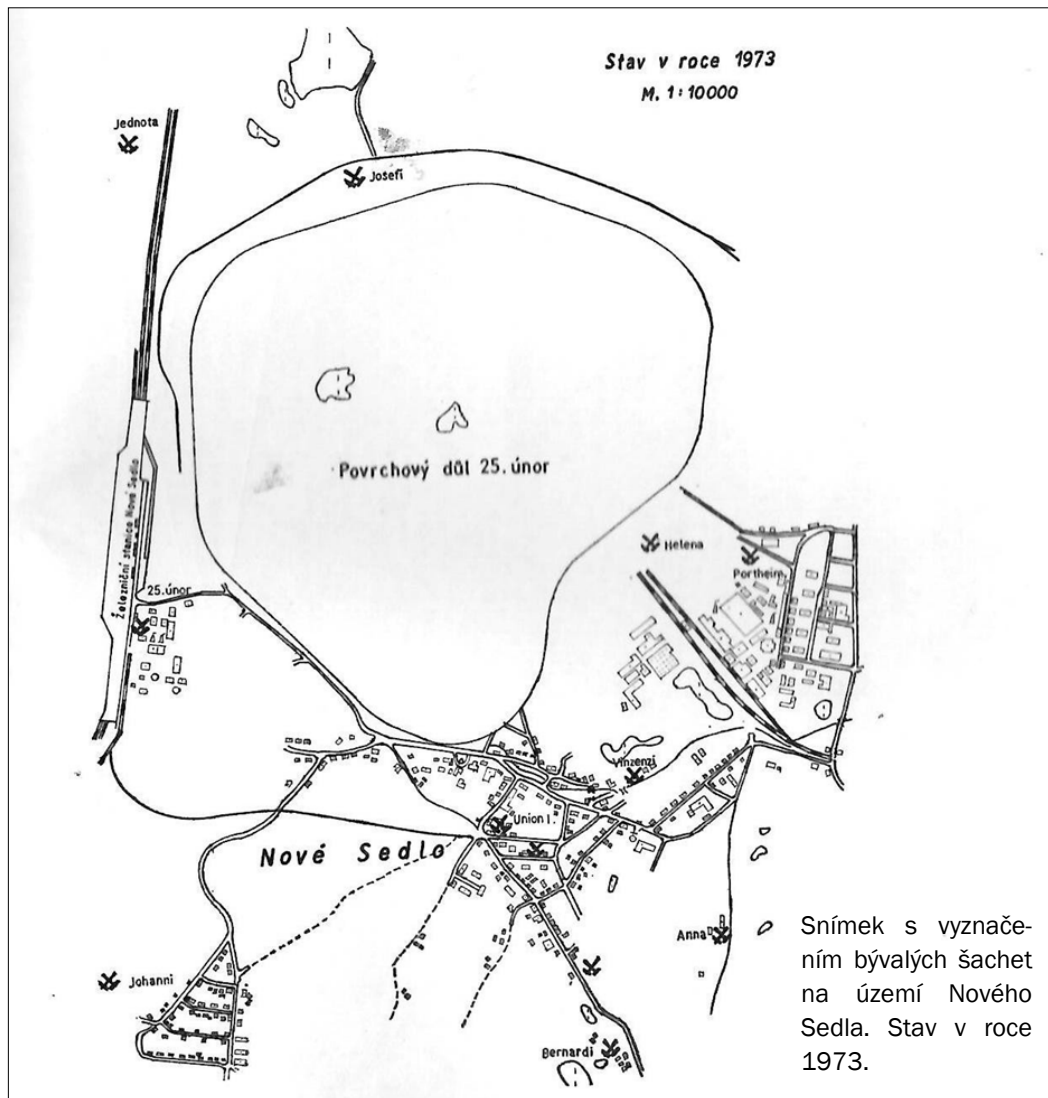 Stav v roce 1973
M. 1:10000
Jednota
Josefi
Povrchový důl 25. únor
Železniční stanice Nové Sedlo
25. únor
Helena
Portheim
Vinzenzi
Union I.
Nové Sedlo
Anna
Johanni
Bernardi
Snímek s vyznače-
ním bývalých šachet
na území Nového
Sedla. Stav v roce
1973.